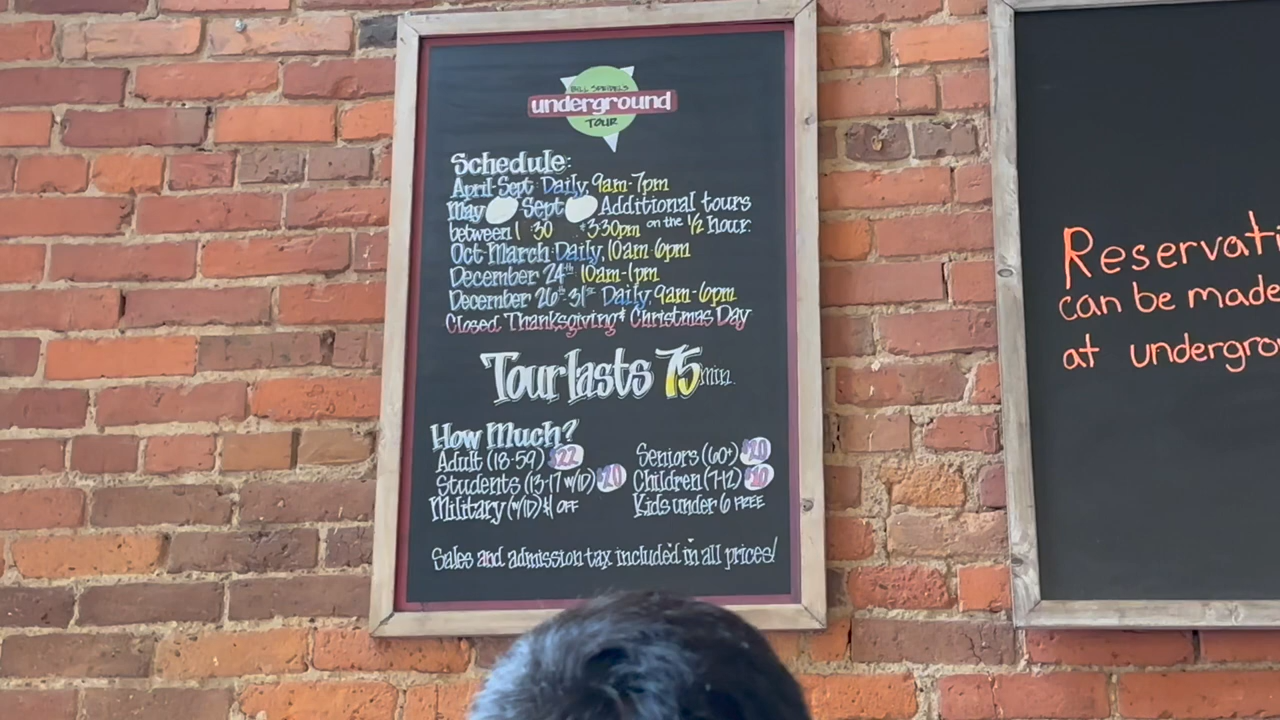 BILL SPEIDEL'S
underground
TOUR
Schedule:
April-Sept Daily, 9am-7pm
May Sept Additional tours
between 1:30 & 3:30pm on the 1/2 hour.
Oct-March Daily, 10am-6pm
December 24th 10am-1pm
December 26th-31st Daily, 9am-6pm
Closed Thanksgiving & Christmas Day
Tour lasts 75 min.
How Much?
Adult (18-59) $22
Students (13-17 w/ID) $20
Military (w/ID) $1 OFF
Seniors (60+) $20
Children (7-12) $10
Kids under 6 FREE
Sales and admission tax included in all prices!
Reservati
can be made
at undergro